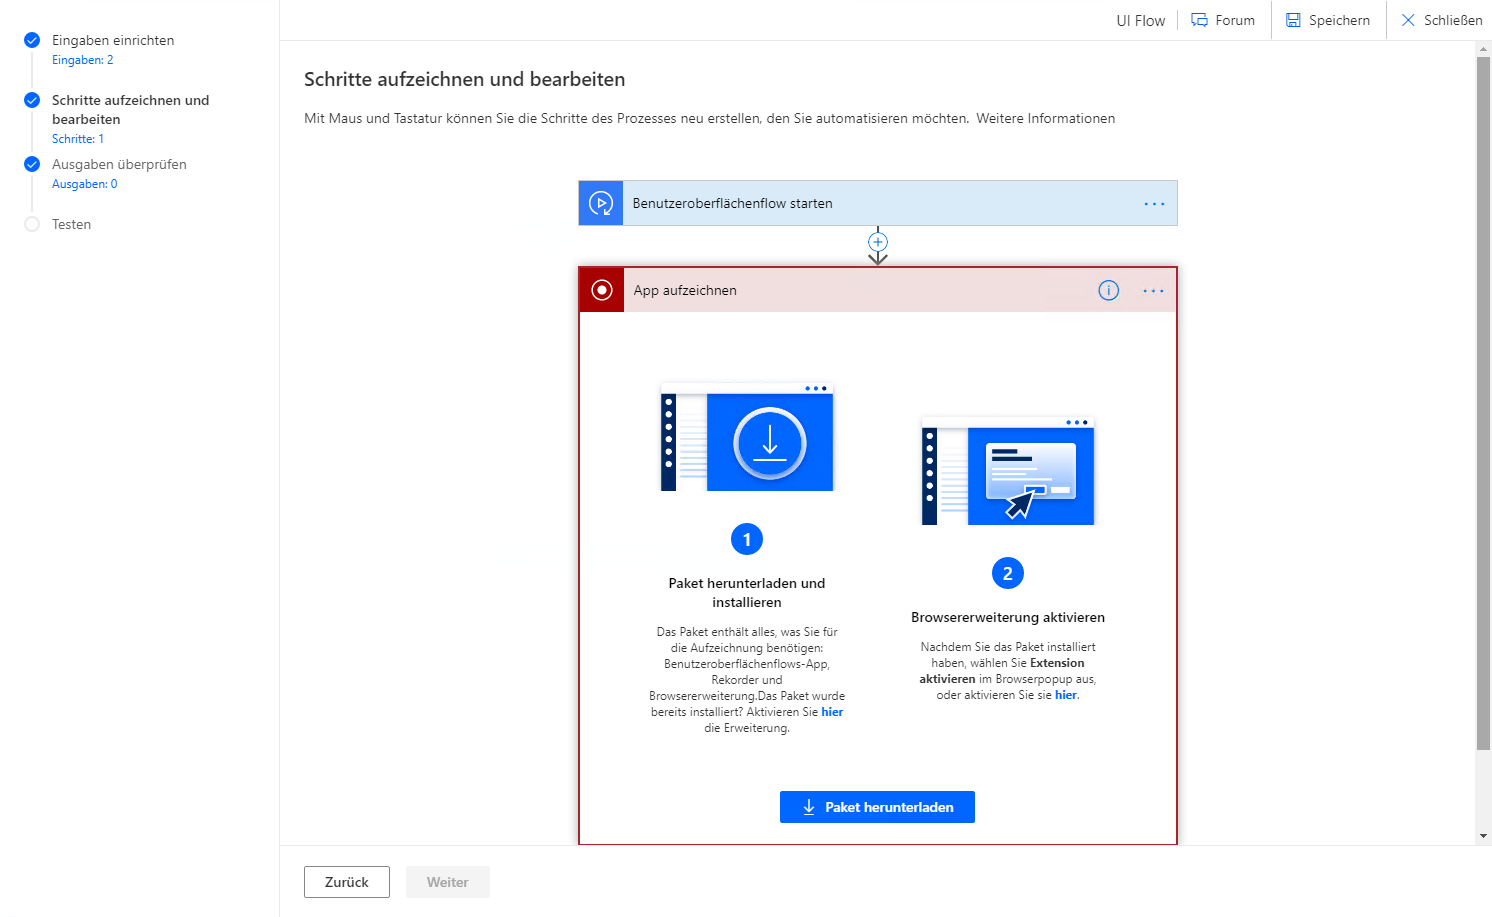 UI Flow
Forum
Speichern
Schließen
Eingaben einrichten
Eingaben: 2
Schritte aufzeichnen und
bearbeiten
Schritte: 1
Ausgaben überprüfen
Ausgaben: 0
Testen
Schritte aufzeichnen und bearbeiten
Mit Maus und Tastatur können Sie die Schritte des Prozesses neu erstellen, den Sie automatisieren möchten. Weitere Informationen
Benutzeroberflächenflow starten
App aufzeichnen
1
Paket herunterladen und
installieren
Das Paket enthält alles, was Sie für
die Aufzeichnung benötigen:
Benutzeroberflächenflows-App,
Rekorder und
Browsererweiterung.Das Paket wurde
bereits installiert? Aktivieren Sie hier
die Erweiterung.
2
Browsererweiterung aktivieren
Nachdem Sie das Paket installiert
haben, wählen Sie Extension
aktivieren im Browserpopup aus,
oder aktivieren Sie sie hier.
Paket herunterladen
Zurück
Weiter